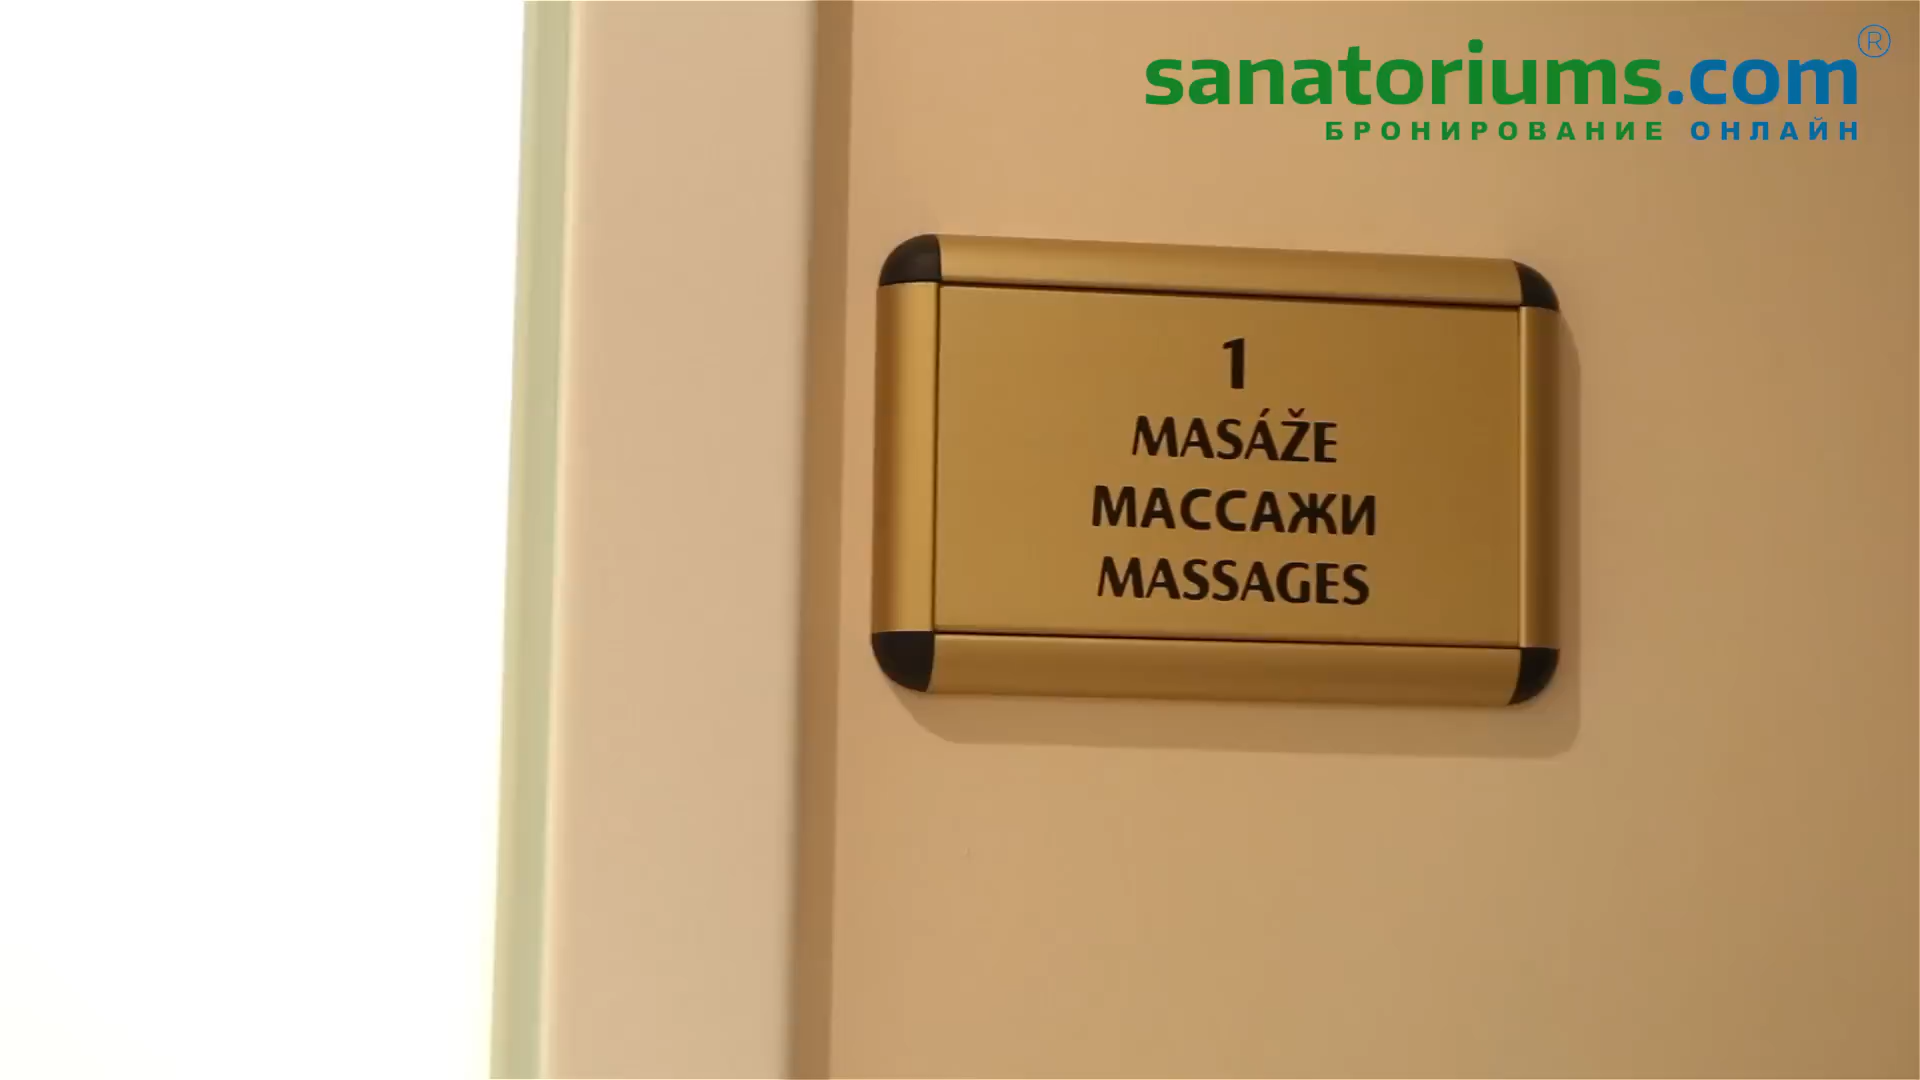 sanatoriums.com®
БРОНИРОВАНИЕ ОНЛАЙН
1
MASÁŽE
МАССАЖИ
MASSAGES